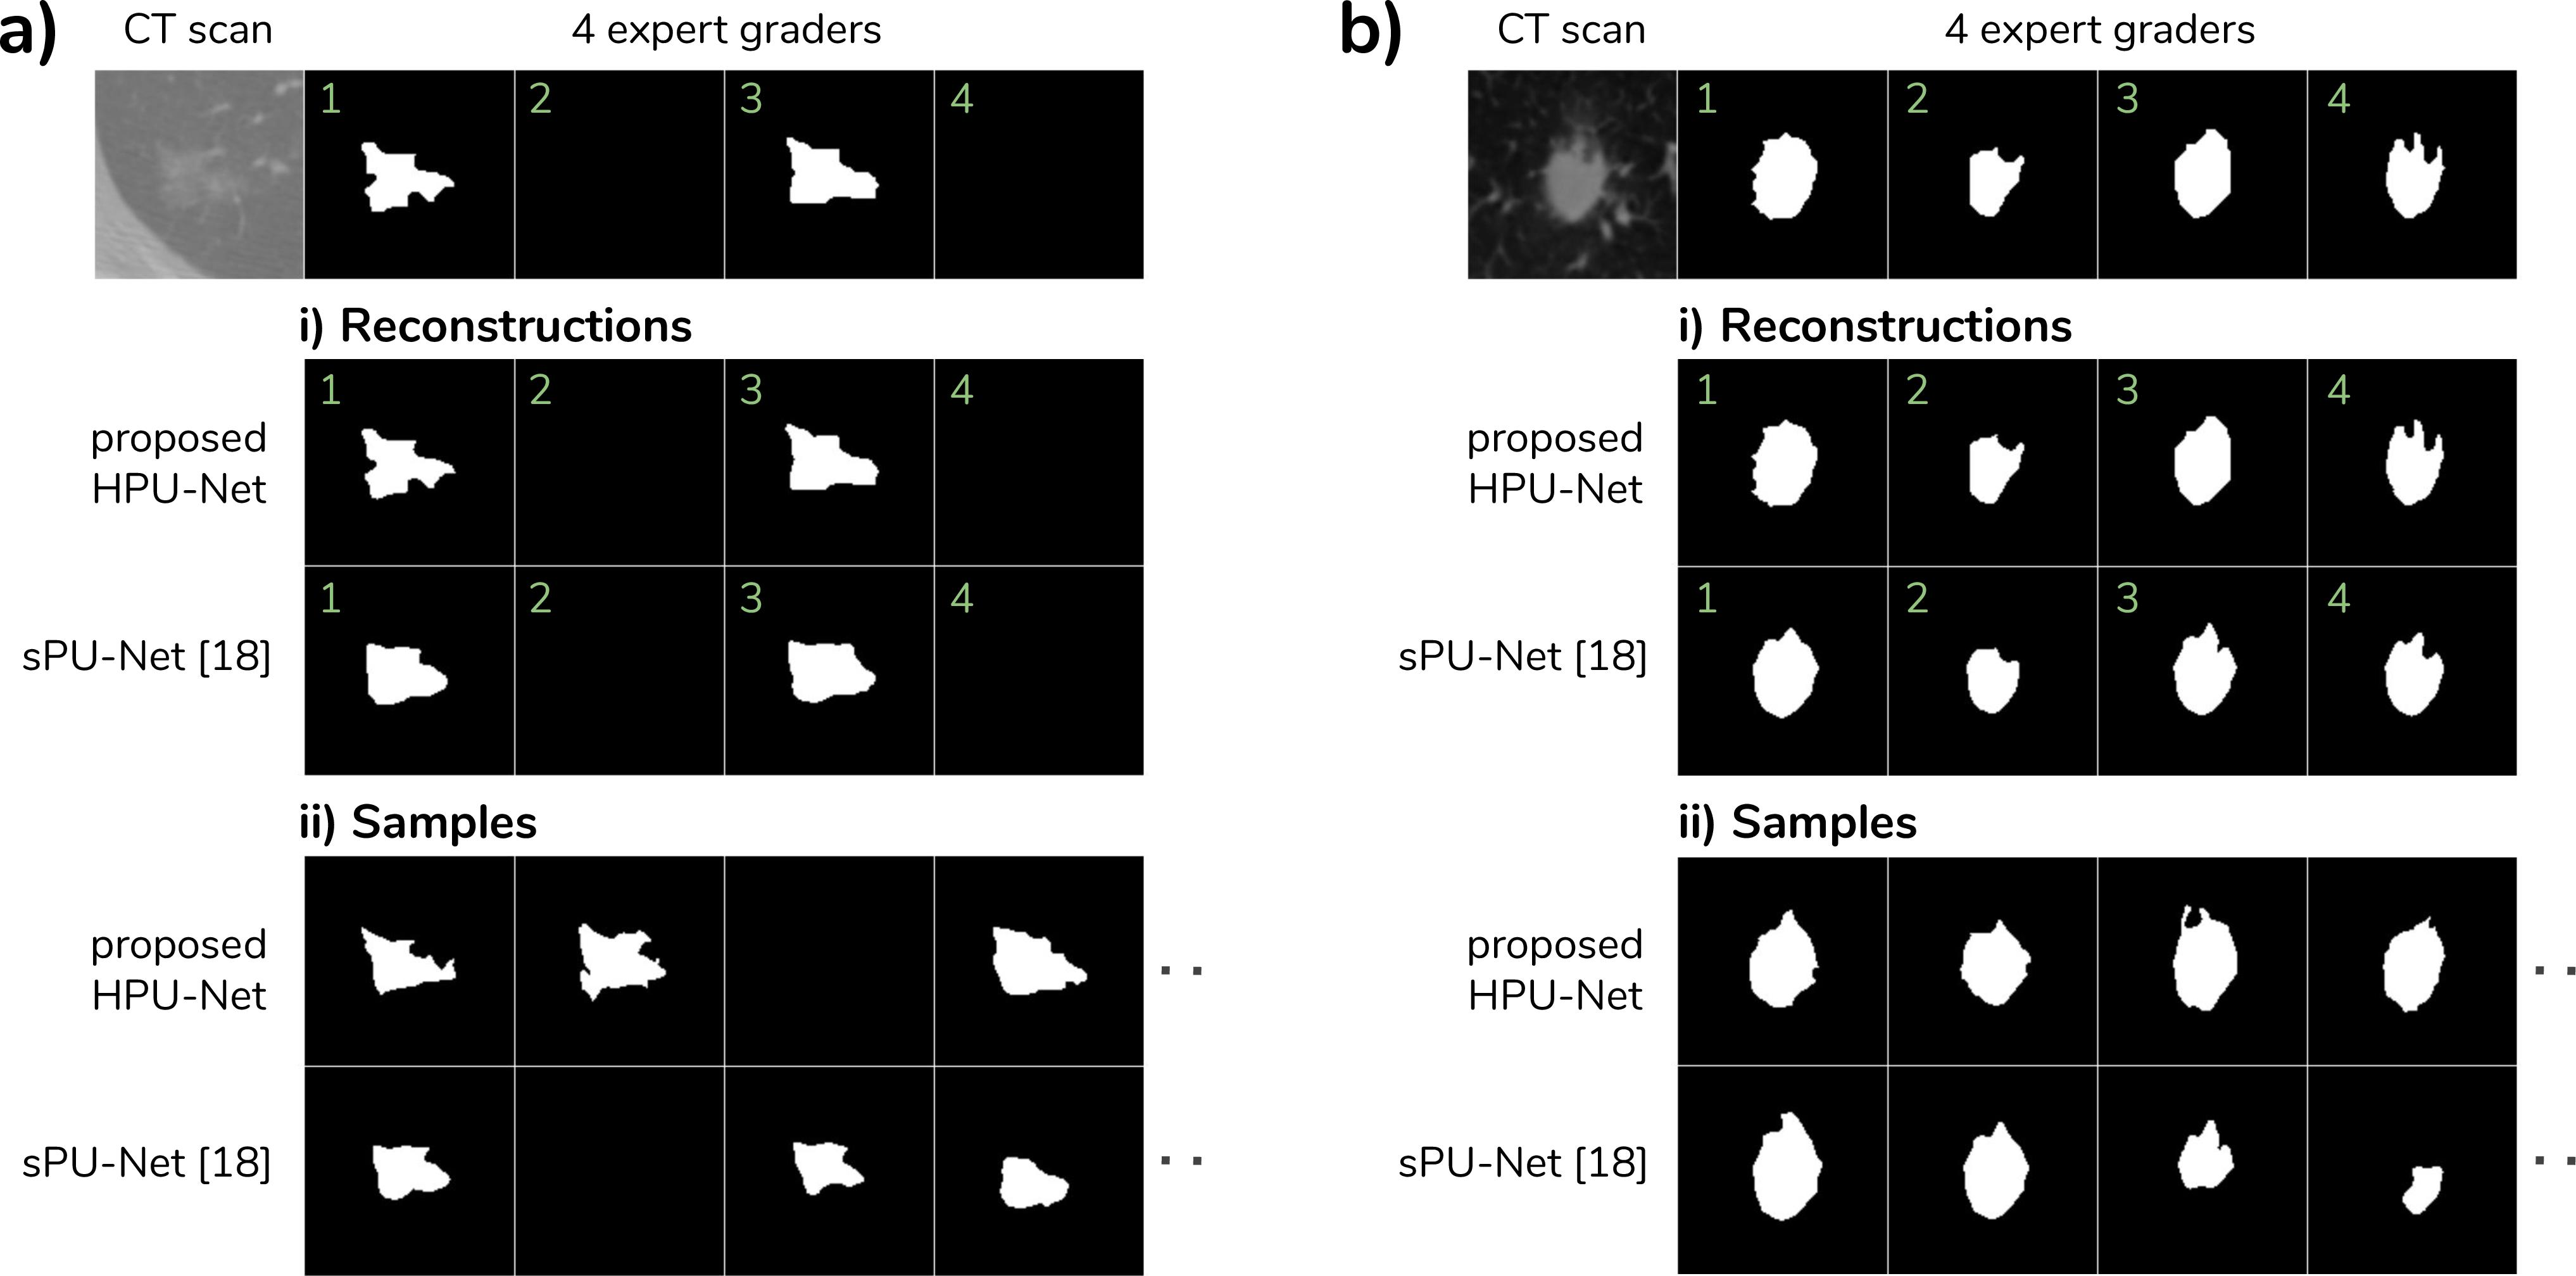 a) CT scan 4 expert graders
1 2 3 4
i) Reconstructions
proposed
HPU-Net
1 2 3 4
sPU-Net [18]
1 2 3 4
ii) Samples
proposed
HPU-Net
sPU-Net [18]
b) CT scan 4 expert graders
1 2 3 4
i) Reconstructions
proposed
HPU-Net
1 2 3 4
sPU-Net [18]
1 2 3 4
ii) Samples
proposed
HPU-Net
sPU-Net [18]